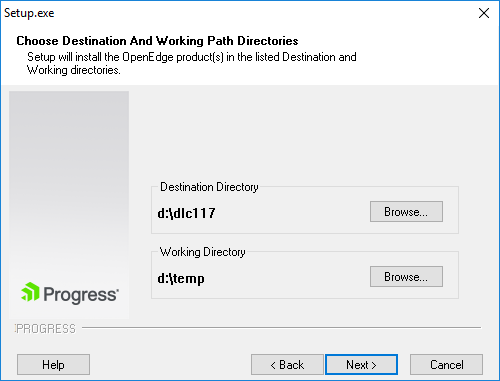 Setup.exe
Choose Destination And Working Path Directories
Setup will install the OpenEdge product(s) in the listed Destination and
Working directories.
Destination Directory
d:\dlc117
Browse...
Working Directory
d:\temp
Browse...
Progress
PROGRESS
Help
< Back
Next >
Cancel